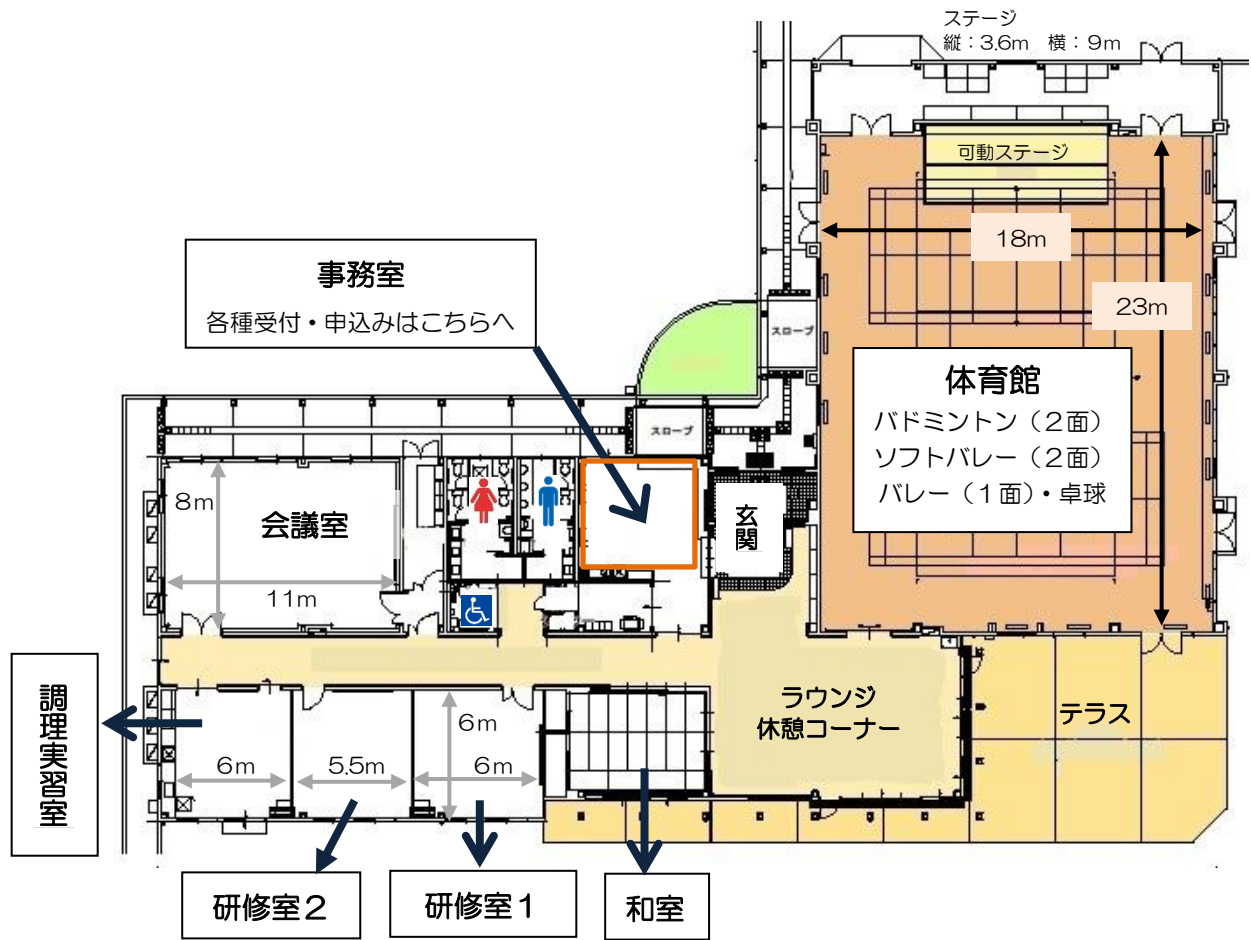 ステージ
縦：3.6m　横：9m
可動ステージ
18m
事務室
各種受付・申込みはこちらへ
23m
スロープ
体育館
バドミントン（２面）
ソフトバレー（２面）
バレー（１面）・卓球
スロープ
8m
会議室
玄関
11m
調理実習室
6m
ラウンジ
休憩コーナー
テラス
6m
5.5m
6m
研修室２
研修室１
和室